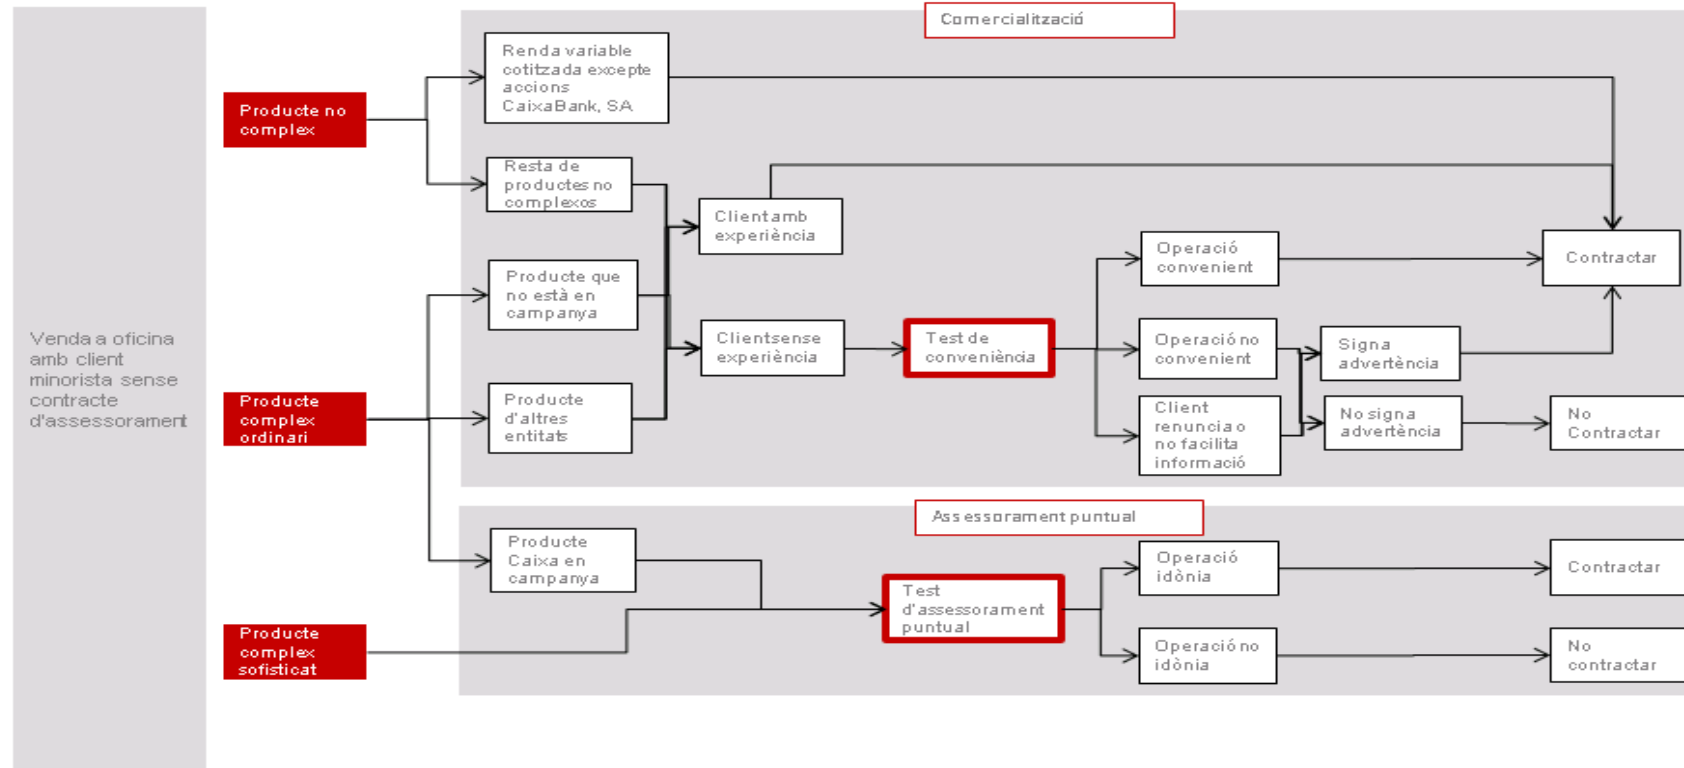 Comercialització
Renda variable
cotitzada excepte
accions
CaixaBank, SA
Producte no
complex
Resta de
productes no
complexos
Client amb
experiència
Operació
convenient
Contractar
Producte que
no està en
campanya
Venda a oficina
amb client
minorista sense
contracte
d'assessorament
Client sense
experiència
Test de
conveniència
Operació no
convenient
Signa
advertència
Producte
complex
ordinari
Producte
d'altres
entitats
Client
renuncia o
no facilita
informació
No signa
advertència
No
Contractar
Assessorament puntual
Producte
Caixa en
campanya
Operació
idònia
Contractar
Test
d'assessorament
puntual
Producte
complex
sofisticat
Operació no
idònia
No
contractar